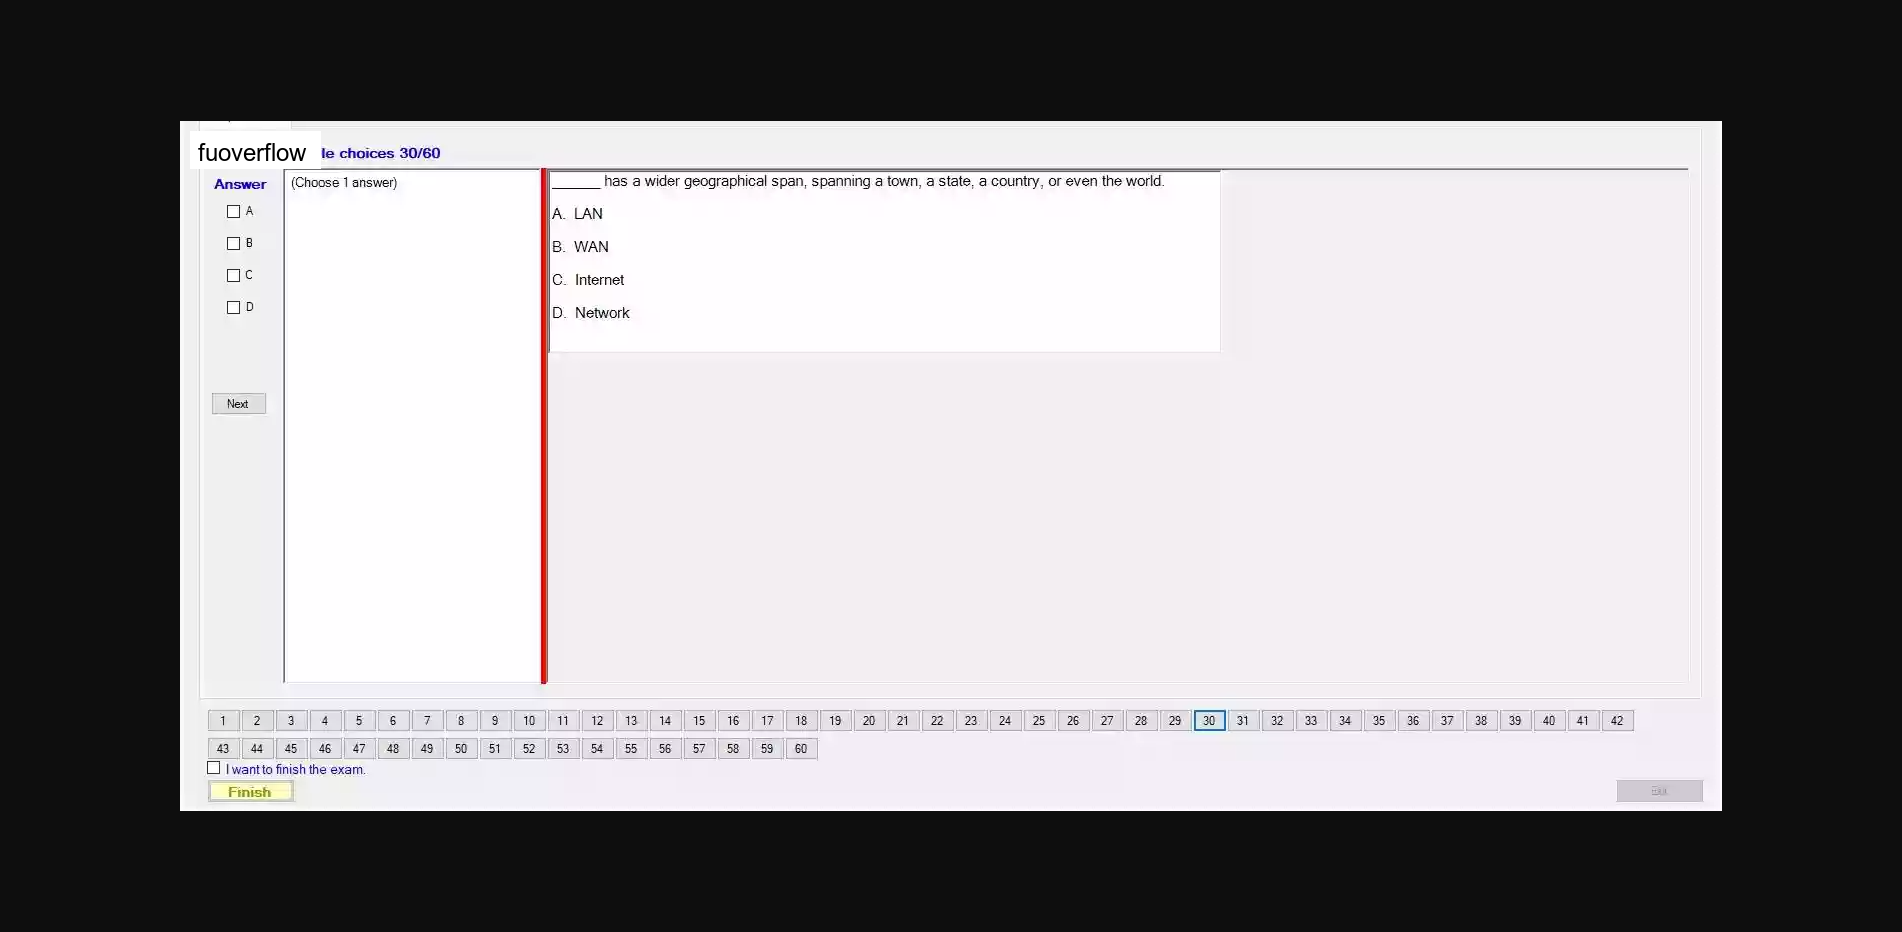 fuoverflow le choices 30/60
Answer
(Choose 1 answer)
A
B
C
D
Next
______ has a wider geographical span, spanning a town, a state, a country, or even the world.
A. LAN
B. WAN
C. Internet
D. Network
1 2 3 4 5 6 7 8 9 10 11 12 13 14 15 16 17 18 19 20 21 22 23 24 25 26 27 28 29 30 31 32 33 34 35 36 37 38 39 40 41 42
43 44 45 46 47 48 49 50 51 52 53 54 55 56 57 58 59 60
I want to finish the exam.
Finish
Exit